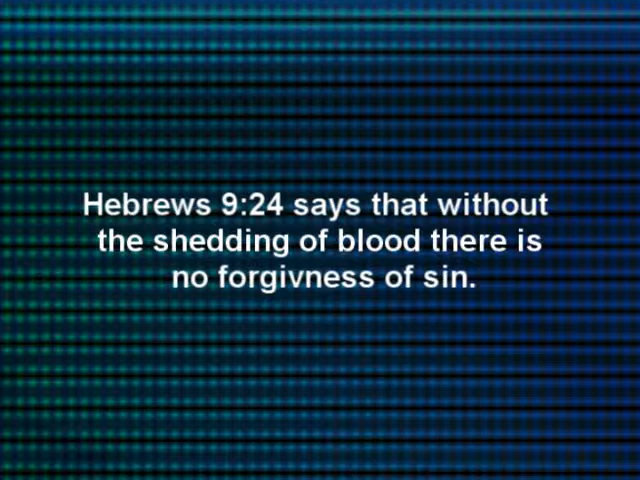 Hebrews 9:24 says that without
the shedding of blood there is
no forgivness of sin.